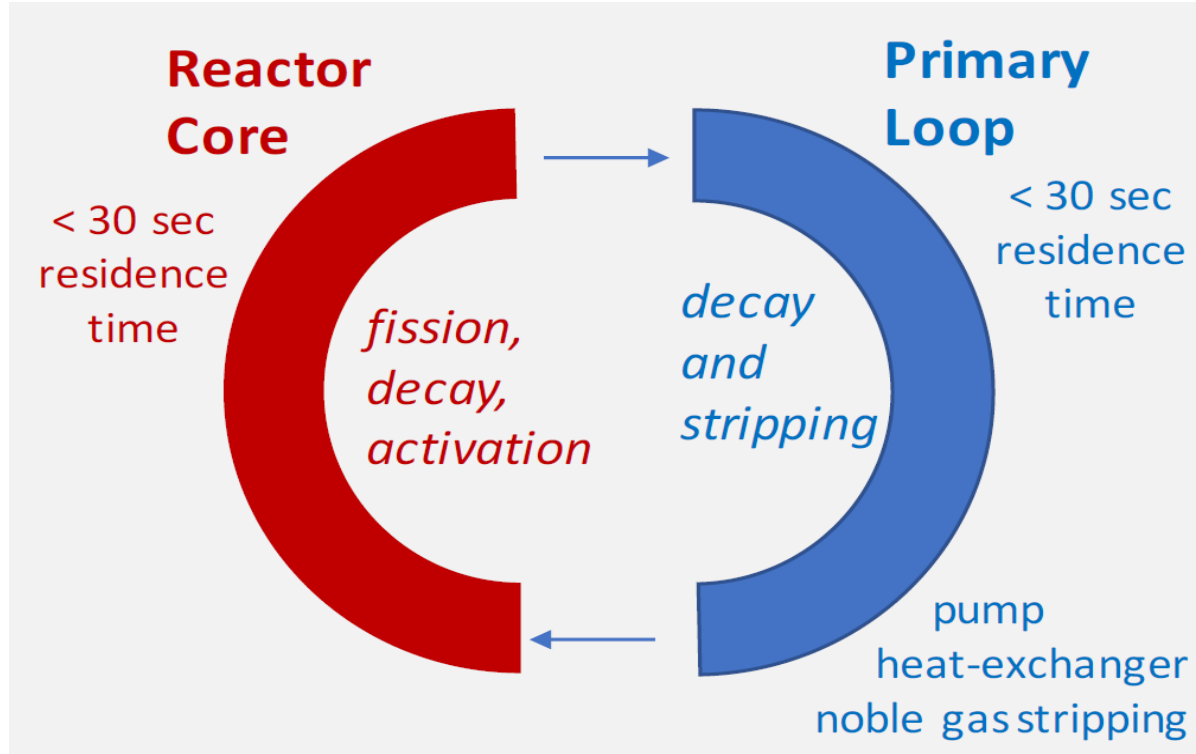 Reactor
Core
< 30 sec
residence
time
fission,
decay,
activation
Primary
Loop
< 30 sec
residence
time
decay
and
stripping
pump
heat-exchanger
noble gas stripping